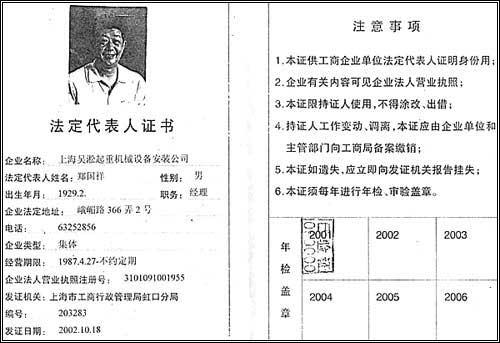 法定代表人证书
企业名称： 上海吴淞起重机械设备安装公司
法定代表人姓名： 郑国祥 性别： 男
出生年月： 1929.2. 职务： 经理
企业法定地址： 峨嵋路 366 弄 2 号
电话： 63252856
企业类型： 集体
经营期限： 1987.4.27-不约定期
企业法人营业执照注册号： 3101091001955
发证机关： 上海市工商行政管理局虹口分局
编号： 203283
发证日期： 2002.10.18
注意事项
1.本证供工商企业单位法定代表人证明身份用；
2.企业有关内容可见企业法人营业执照；
3.本证限持证人使用，不得涂改、出借；
4.持证人工作变动、调离，本证应由企业单位和
主管部门向工商局备案缴销；
5.本证如遗失，应立即向发证机关报告挂失；
6.本证须每年进行年检、审验盖章。
年检盖章
2001 2002 2003
2004 2005 2006